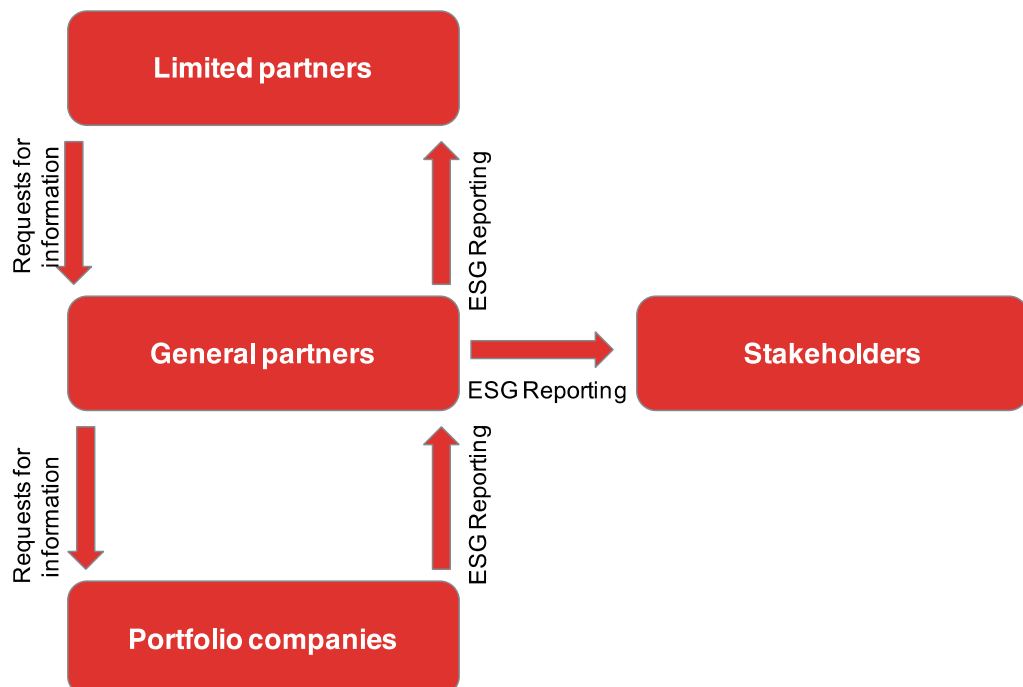 Limited partners
Requests for
information
ESG Reporting
General partners
ESG Reporting
Stakeholders
Requests for
information
ESG Reporting
Portfolio companies